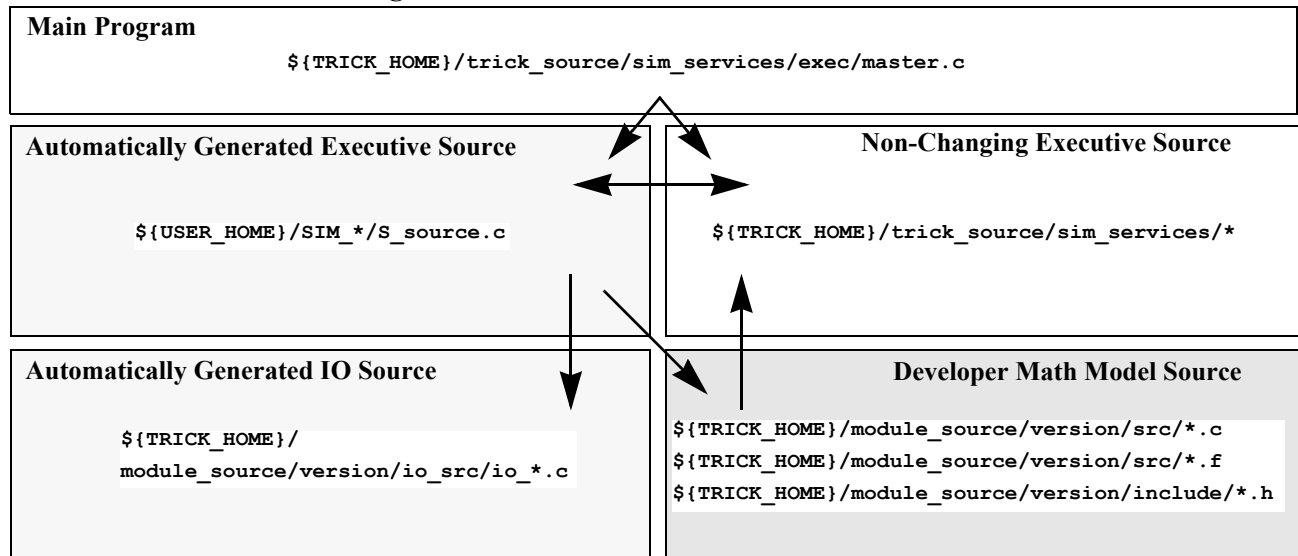 Main Program
${TRICK_HOME}/trick_source/sim_services/exec/master.c
Automatically Generated Executive Source
${USER_HOME}/SIM_*/S_source.c
Non-Changing Executive Source
${TRICK_HOME}/trick_source/sim_services/*
Automatically Generated IO Source
${TRICK_HOME}/
module_source/version/io_src/io_*.c
Developer Math Model Source
${TRICK_HOME}/module_source/version/src/*.c
${TRICK_HOME}/module_source/version/src/*.f
${TRICK_HOME}/module_source/version/include/*.h